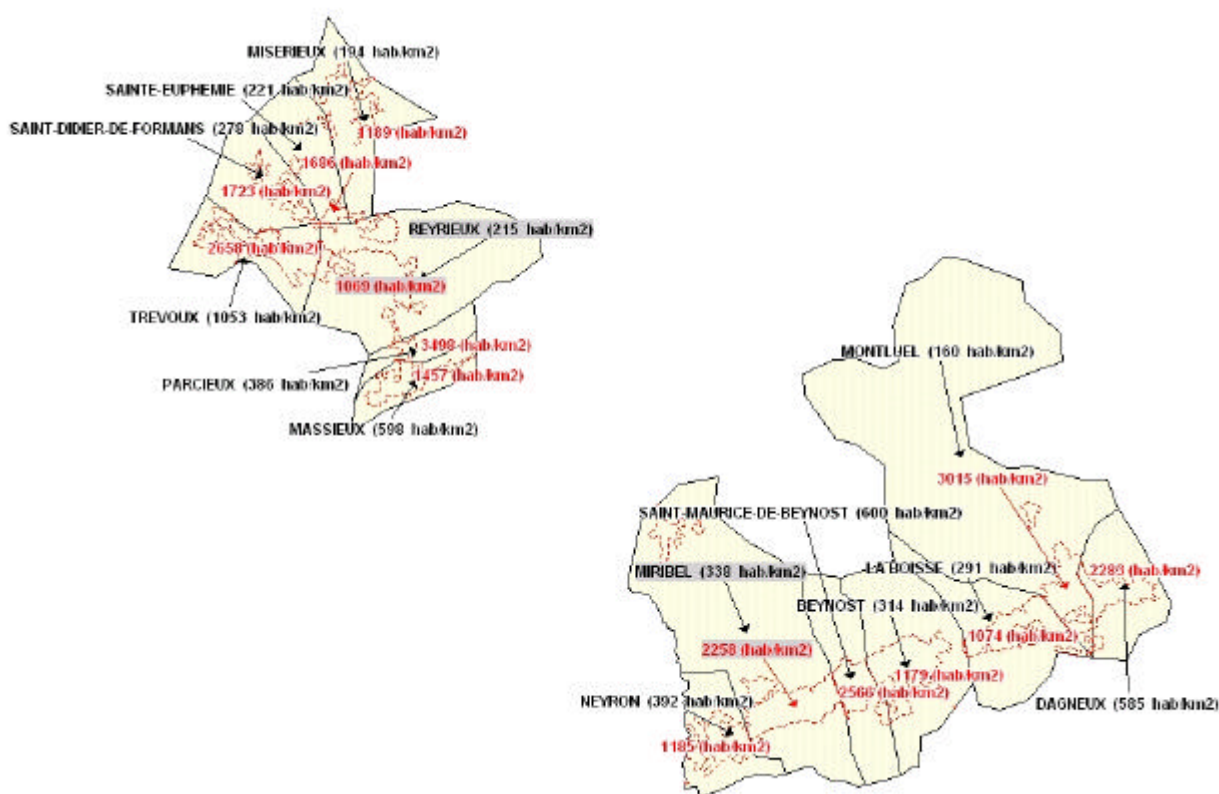 MISERIEUX (194 hab/km2)
SAINTE-EUPHEMIE (221 hab/km2)
SAINT-DIDIER-DE-FORMANS (278 hab/km2)
1189 (hab/km2)
1686 (hab/km2)
1723 (hab/km2)
REYRIEUX (215 hab/km2)
2658 (hab/km2)
1069 (hab/km2)
TREVOUX (1053 hab/km2)
3498 (hab/km2)
1457 (hab/km2)
PARCIEUX (386 hab/km2)
MASSIEUX (598 hab/km2)
MONTLUEL (160 hab/km2)
3015 (hab/km2)
SAINT-MAURICE-DE-BEYNOST (600 hab/km2)
MIRIBEL (338 hab/km2)
LA BOISSE (291 hab/km2)
2283 (hab/km2)
BEYNOST (314 hab/km2)
1074 (hab/km2)
2258 (hab/km2)
1179 (hab/km2)
2566 (hab/km2)
NEYRON (392 hab/km2)
DAGNEUX (585 hab/km2)
1185 (hab/km2)